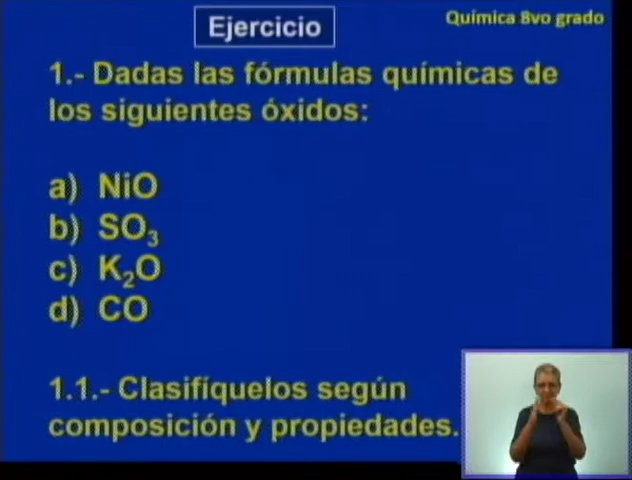 Ejercicio
Química 8vo grado
1.- Dadas las fórmulas químicas de
los siguientes óxidos:
a) NiO
b) SO₃
c) K₂O
d) CO
1.1.- Clasifíquelos según
composición y propiedades.